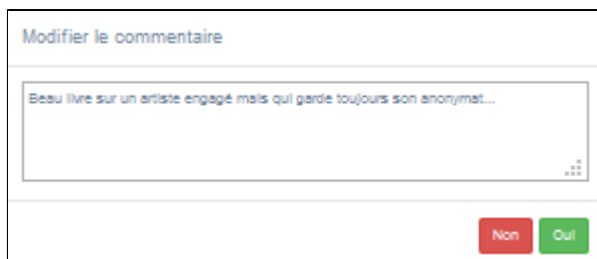 Modifier le commentaire
Beau livre sur un artiste engagé mais qui garde toujours son anonymat...
Non
Oui